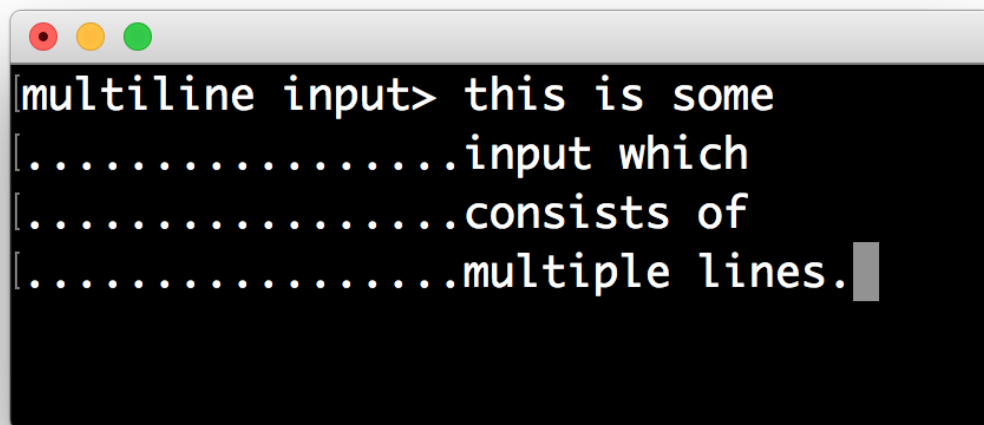 multiline input> this is some
.................input which
.................consists of
.................multiple lines.